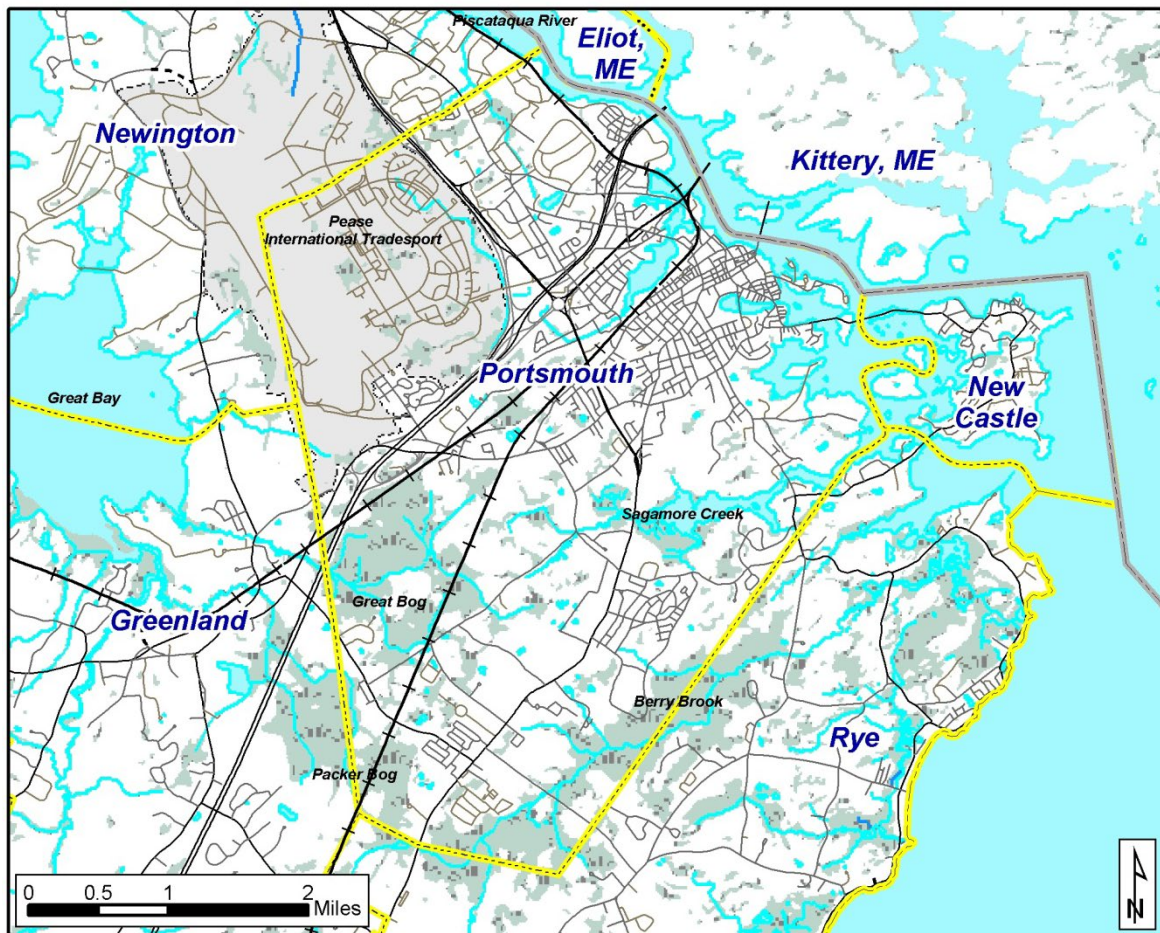 Piscataqua River
Eliot,
ME
Newington
Kittery, ME
Pease
International Tradesport
Portsmouth
Great Bay
New
Castle
Sagamore Creek
Great Bog
Greenland
Berry Brook
Rye
Packer Bog
0 0.5 1 2
Miles
N